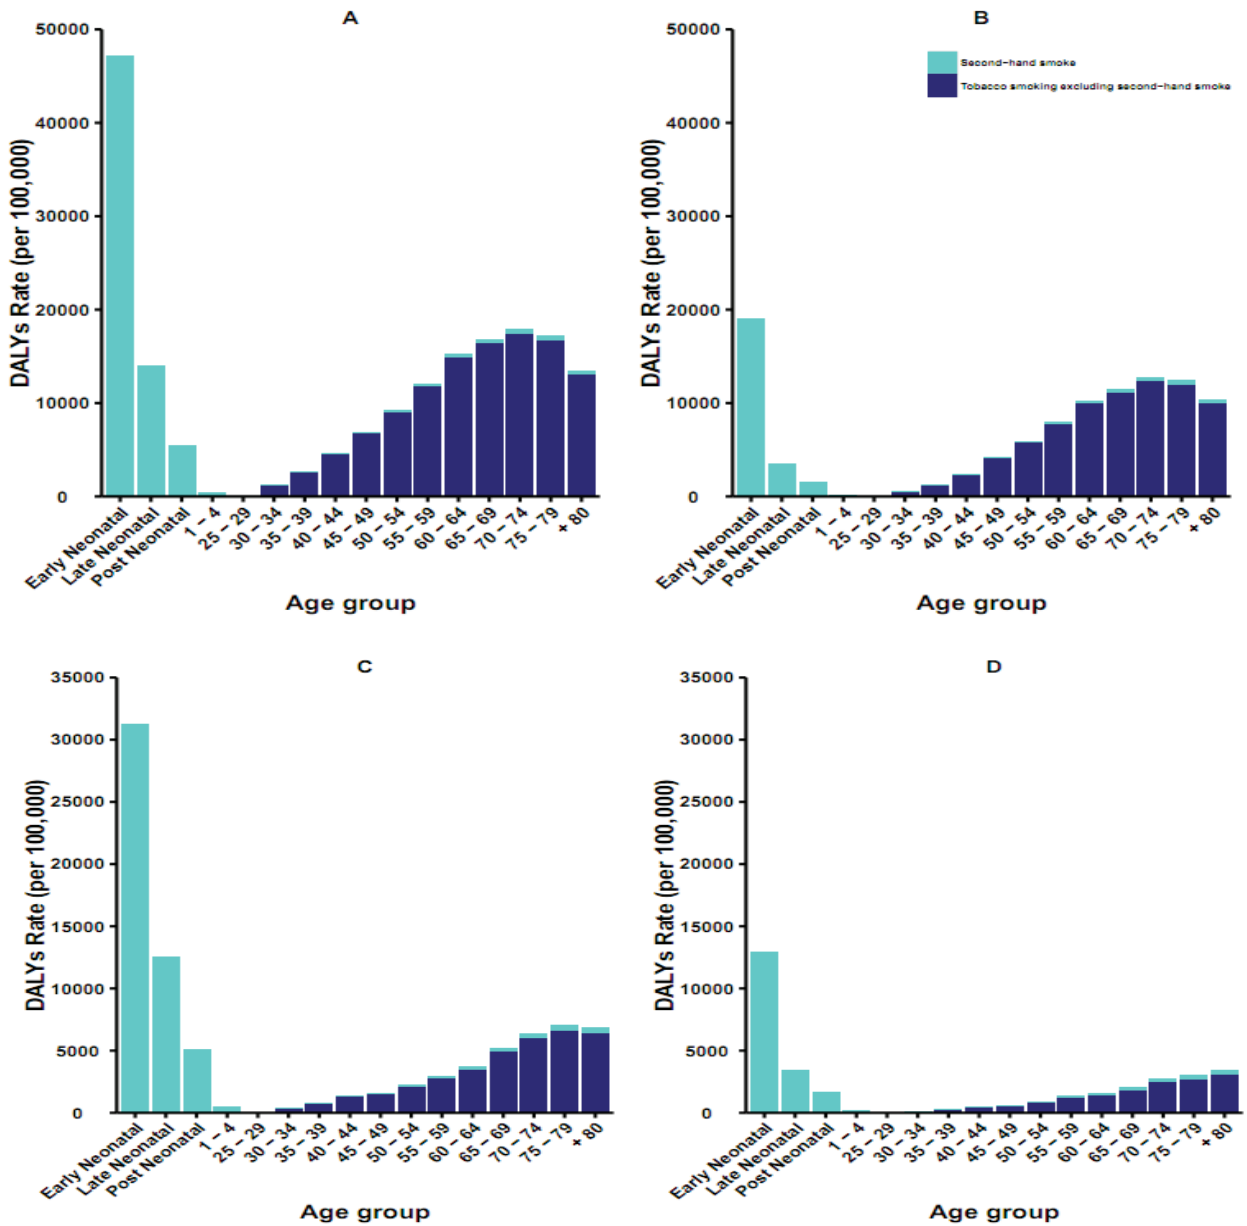 A
50000
40000
30000
20000
10000
0
DALYs Rate (per 100,000)
Early Neonatal
Late Neonatal
Post Neonatal
1 – 4
25 – 29
30 – 34
35 – 39
40 – 44
45 – 49
50 – 54
55 – 59
60 – 64
65 – 69
70 – 74
75 – 79
+ 80
Age group
B
Second−hand smoke
Tobacco smoking excluding second−hand smoke
50000
40000
30000
20000
10000
0
DALYs Rate (per 100,000)
Early Neonatal
Late Neonatal
Post Neonatal
1 – 4
25 – 29
30 – 34
35 – 39
40 – 44
45 – 49
50 – 54
55 – 59
60 – 64
65 – 69
70 – 74
75 – 79
+ 80
Age group
C
35000
30000
25000
20000
15000
10000
5000
0
DALYs Rate (per 100,000)
Early Neonatal
Late Neonatal
Post Neonatal
1 – 4
25 – 29
30 – 34
35 – 39
40 – 44
45 – 49
50 – 54
55 – 59
60 – 64
65 – 69
70 – 74
75 – 79
+ 80
Age group
D
35000
30000
25000
20000
15000
10000
5000
0
DALYs Rate (per 100,000)
Early Neonatal
Late Neonatal
Post Neonatal
1 – 4
25 – 29
30 – 34
35 – 39
40 – 44
45 – 49
50 – 54
55 – 59
60 – 64
65 – 69
70 – 74
75 – 79
+ 80
Age group